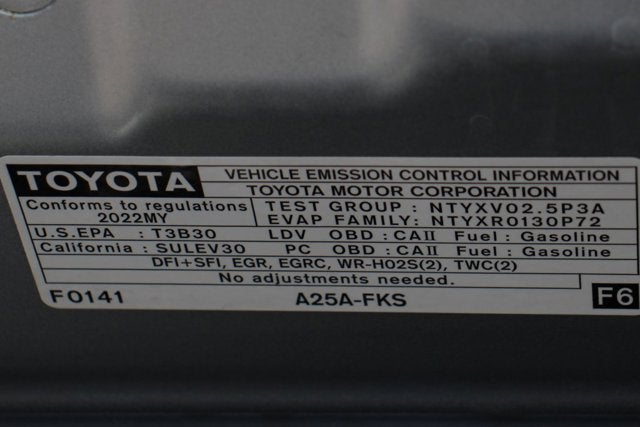 TOYOTA VEHICLE EMISSION CONTROL INFORMATION
TOYOTA MOTOR CORPORATION
Conforms to regulations TEST GROUP : NTYXV02.5P3A
2022MY EVAP FAMILY: NTYXR0130P72
U.S.EPA : T3B30 LDV OBD : CAII Fuel : Gasoline
California : SULEV30 PC OBD : CAII Fuel : Gasoline
DFI+SFI, EGR, EGRC, WR-HO2S(2), TWC(2)
No adjustments needed.
F0141 A25A-FKS F6